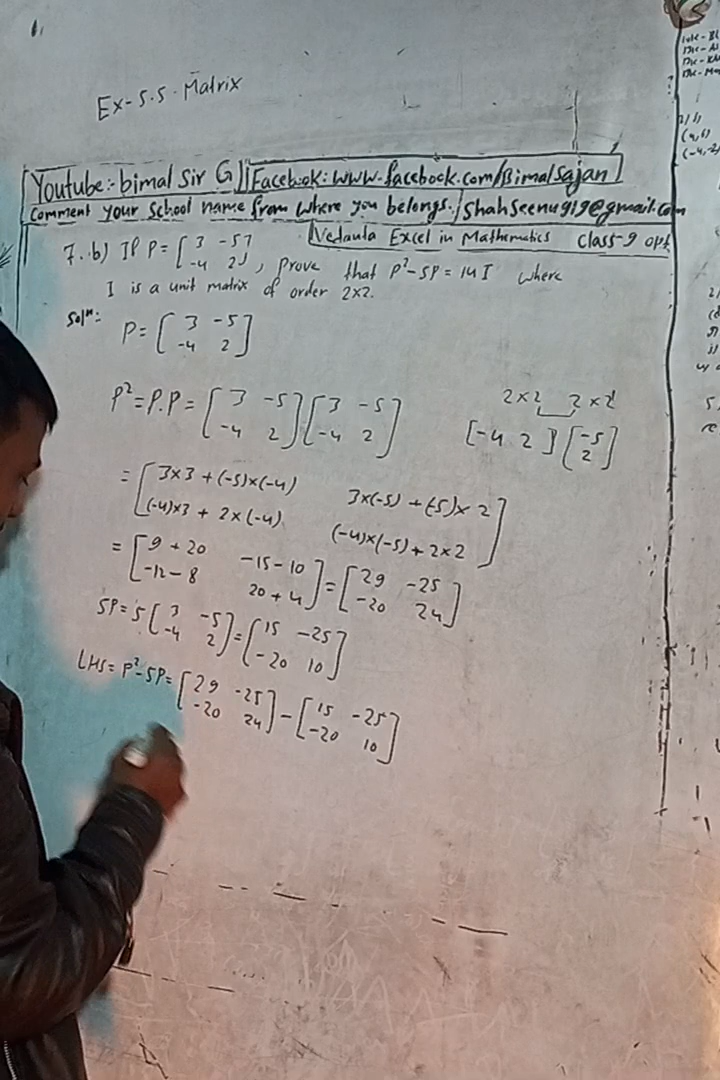 Ex-5.5. Matrix
Youtube:- bimal Sir G Facebook: www.facebook.com/Bimalsajan
Comment your School name from where you belongs./Shahseenu919@gmail.com
Vedanta Excel in Mathematics Class-9 opt
7. b) If P = [3 -5
-4 2], prove that P²-5P = 14 I where
I is a unit matrix of order 2x2.
Solⁿ:
P = [3 -5
-4 2]
P² = P.P = [3 -5
-4 2] [3 -5
-4 2]
2×2 2×2
[-4 2] [-5
2]
= [3×3 + (-5)×(-4) 3×(-5) + (-5)×2
(-4)×3 + 2×(-4) (-4)×(-5) + 2×2]
= [9 + 20 -15 - 10
-12 - 8 20 + 4] = [29 -25
-20 24]
5P = 5 [3 -5
-4 2] = [15 -25
-20 10]
LHS = P²-5P = [29 -25
-20 24] - [15 -25
-20 10]
(4,6)